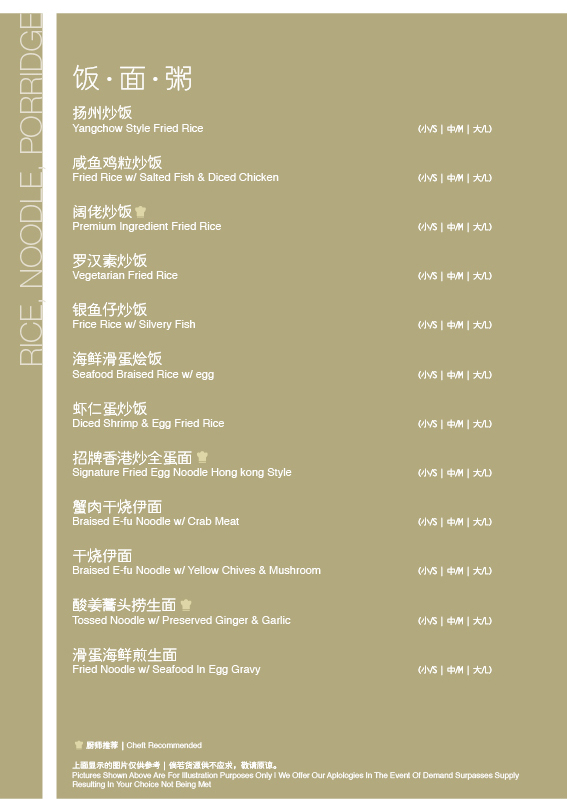 RICE, NOODLE, PORRIDGE
饭·面·粥
扬州炒饭
Yangchow Style Fried Rice (小/S | 中/M | 大/L)
咸鱼鸡粒炒饭
Fried Rice w/ Salted Fish & Diced Chicken (小/S | 中/M | 大/L)
阔佬炒饭
Premium Ingredient Fried Rice (小/S | 中/M | 大/L)
罗汉素炒饭
Vegetarian Fried Rice (小/S | 中/M | 大/L)
银鱼仔炒饭
Frice Rice w/ Silvery Fish (小/S | 中/M | 大/L)
海鲜滑蛋烩饭
Seafood Braised Rice w/ egg (小/S | 中/M | 大/L)
虾仁蛋炒饭
Diced Shrimp & Egg Fried Rice (小/S | 中/M | 大/L)
招牌香港炒全蛋面
Signature Fried Egg Noodle Hong kong Style (小/S | 中/M | 大/L)
蟹肉干烧伊面
Braised E-fu Noodle w/ Crab Meat (小/S | 中/M | 大/L)
干烧伊面
Braised E-fu Noodle w/ Yellow Chives & Mushroom (小/S | 中/M | 大/L)
酸姜藠头捞生面
Tossed Noodle w/ Preserved Ginger & Garlic (小/S | 中/M | 大/L)
滑蛋海鲜煎生面
Fried Noodle w/ Seafood In Egg Gravy (小/S | 中/M | 大/L)
厨师推荐 | Cheft Recommended
上面显示的图片仅供参考 | 倘若货源供不应求，敬请原谅。
Pictures Shown Above Are For Illustration Purposes Only | We Offer Our Aplologies In The Event Of Demand Surpasses Supply
Resulting In Your Choice Not Being Met